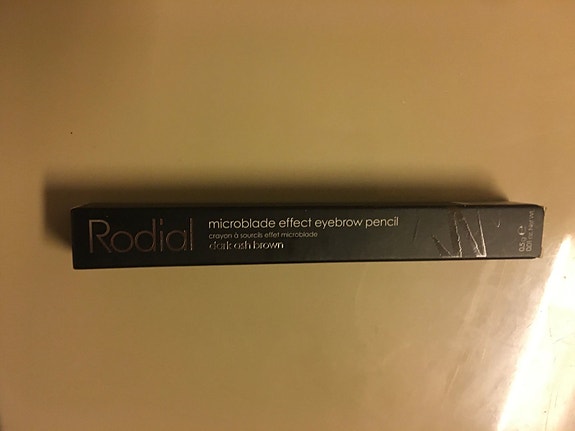 Rodial
microblade effect eyebrow pencil
crayon à sourcils effet microblade
dark ash brown